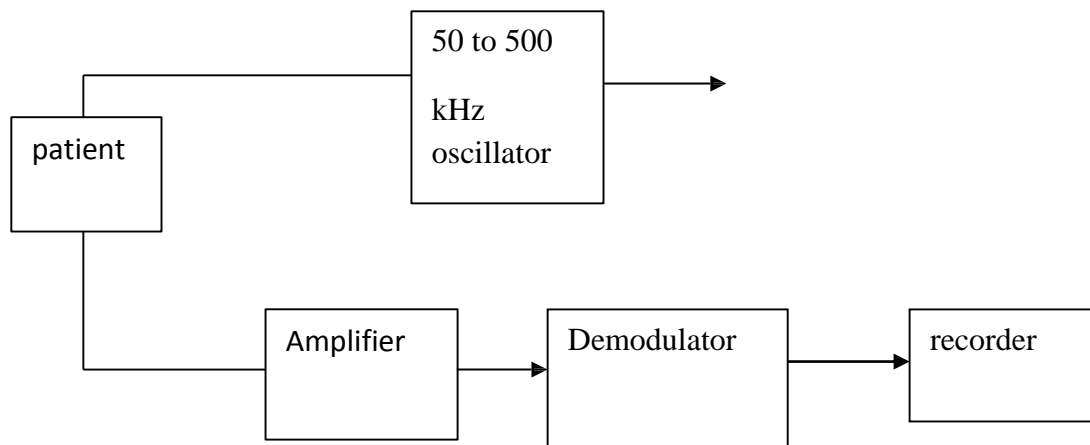 50 to 500
kHz
oscillator
patient
Amplifier
Demodulator
recorder